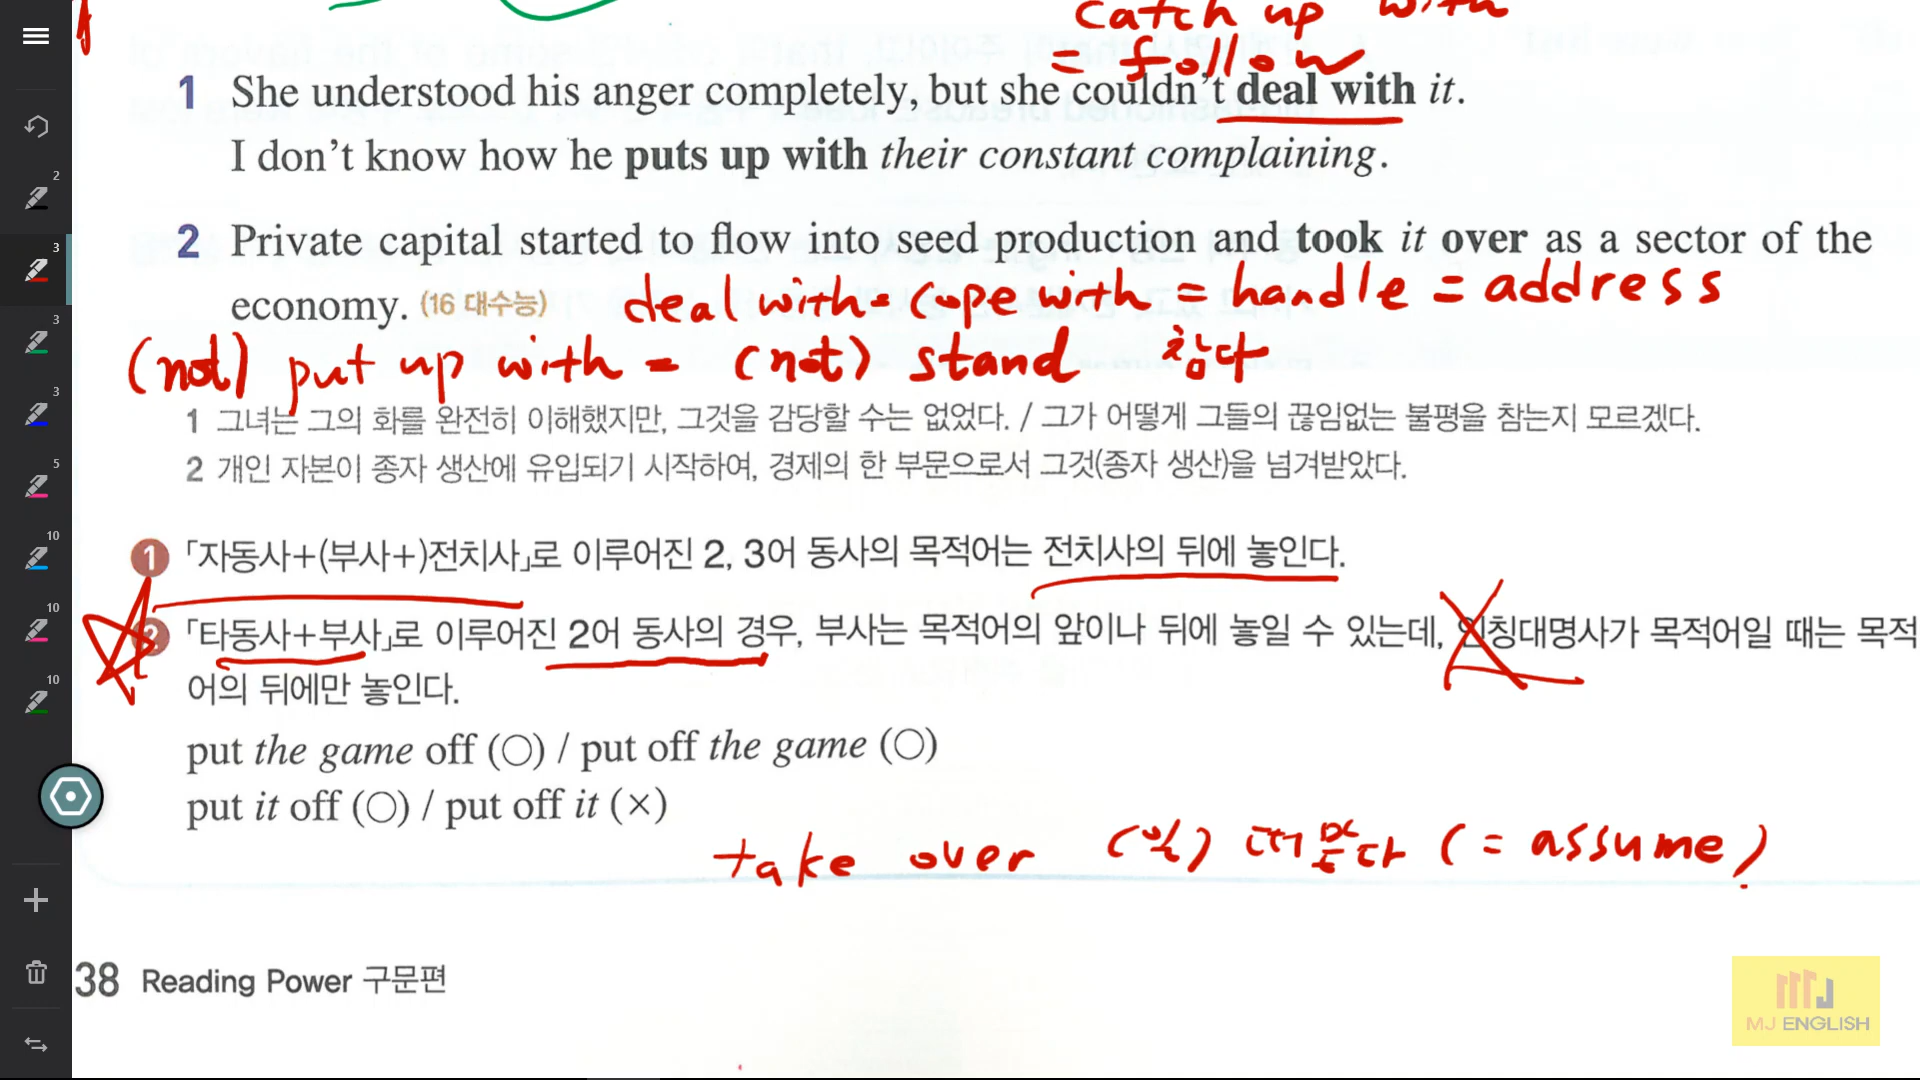 catch up with
= follow
1 She understood his anger completely, but she couldn't deal with it.
I don't know how he puts up with their constant complaining.
2 Private capital started to flow into seed production and took it over as a sector of the
economy. (16 대수능)
deal with = cope with = handle = address
(not) put up with = (not) stand 참다
1 그녀는 그의 화를 완전히 이해했지만, 그것을 감당할 수는 없었다. / 그가 어떻게 그들의 끊임없는 불평을 참는지 모르겠다.
2 개인 자본이 종자 생산에 유입되기 시작하여, 경제의 한 부문으로서 그것(종자 생산)을 넘겨받았다.
1 「자동사+(부사+)전치사」로 이루어진 2, 3어 동사의 목적어는 전치사의 뒤에 놓인다.
2 「타동사+부사」로 이루어진 2어 동사의 경우, 부사는 목적어의 앞이나 뒤에 놓일 수 있는데, 인칭대명사가 목적어일 때는 목적
어의 뒤에만 놓인다.
put the game off (○) / put off the game (○)
put it off (○) / put off it (×)
take over (일) 떠맡다 (= assume)
38 Reading Power 구문편
MJ ENGLISH
2
3
3
3
5
10
10
10